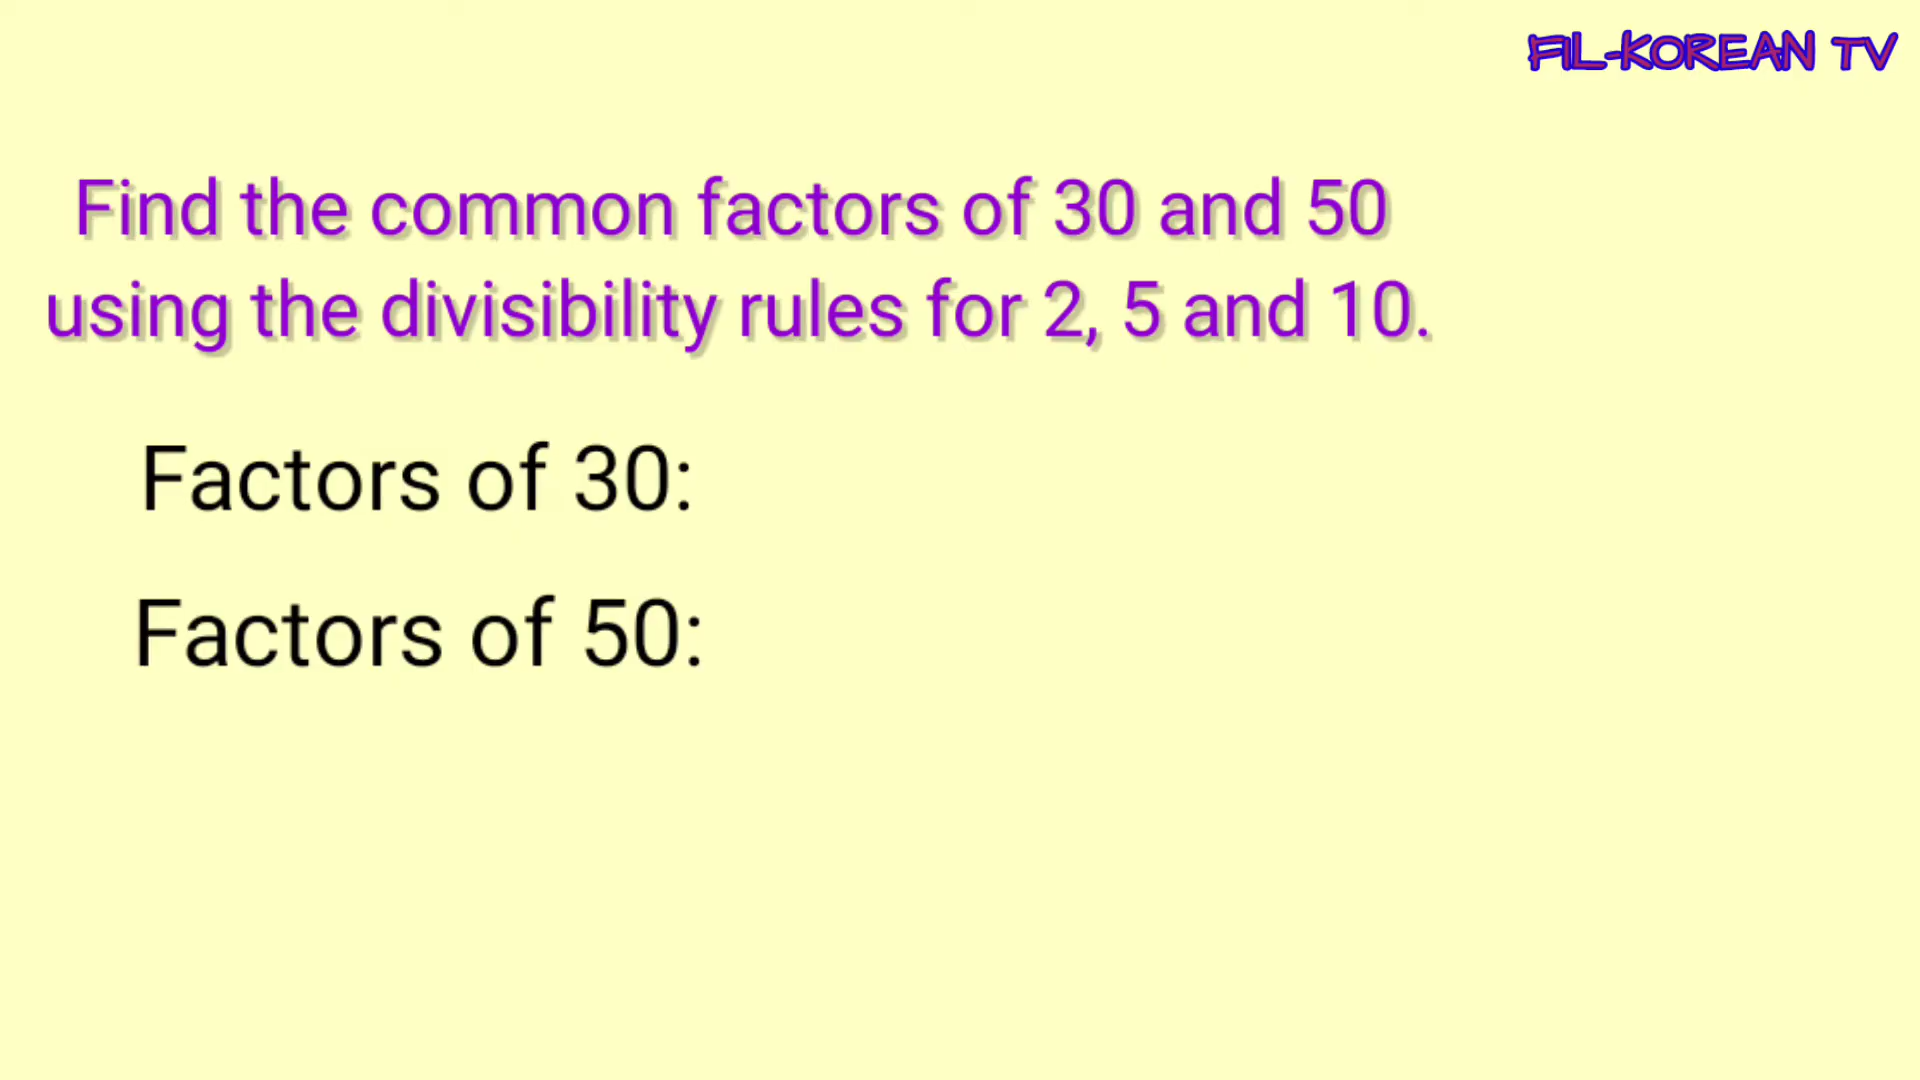 FIL-KOREAN TV
Find the common factors of 30 and 50
using the divisibility rules for 2, 5 and 10.
Factors of 30:
Factors of 50: